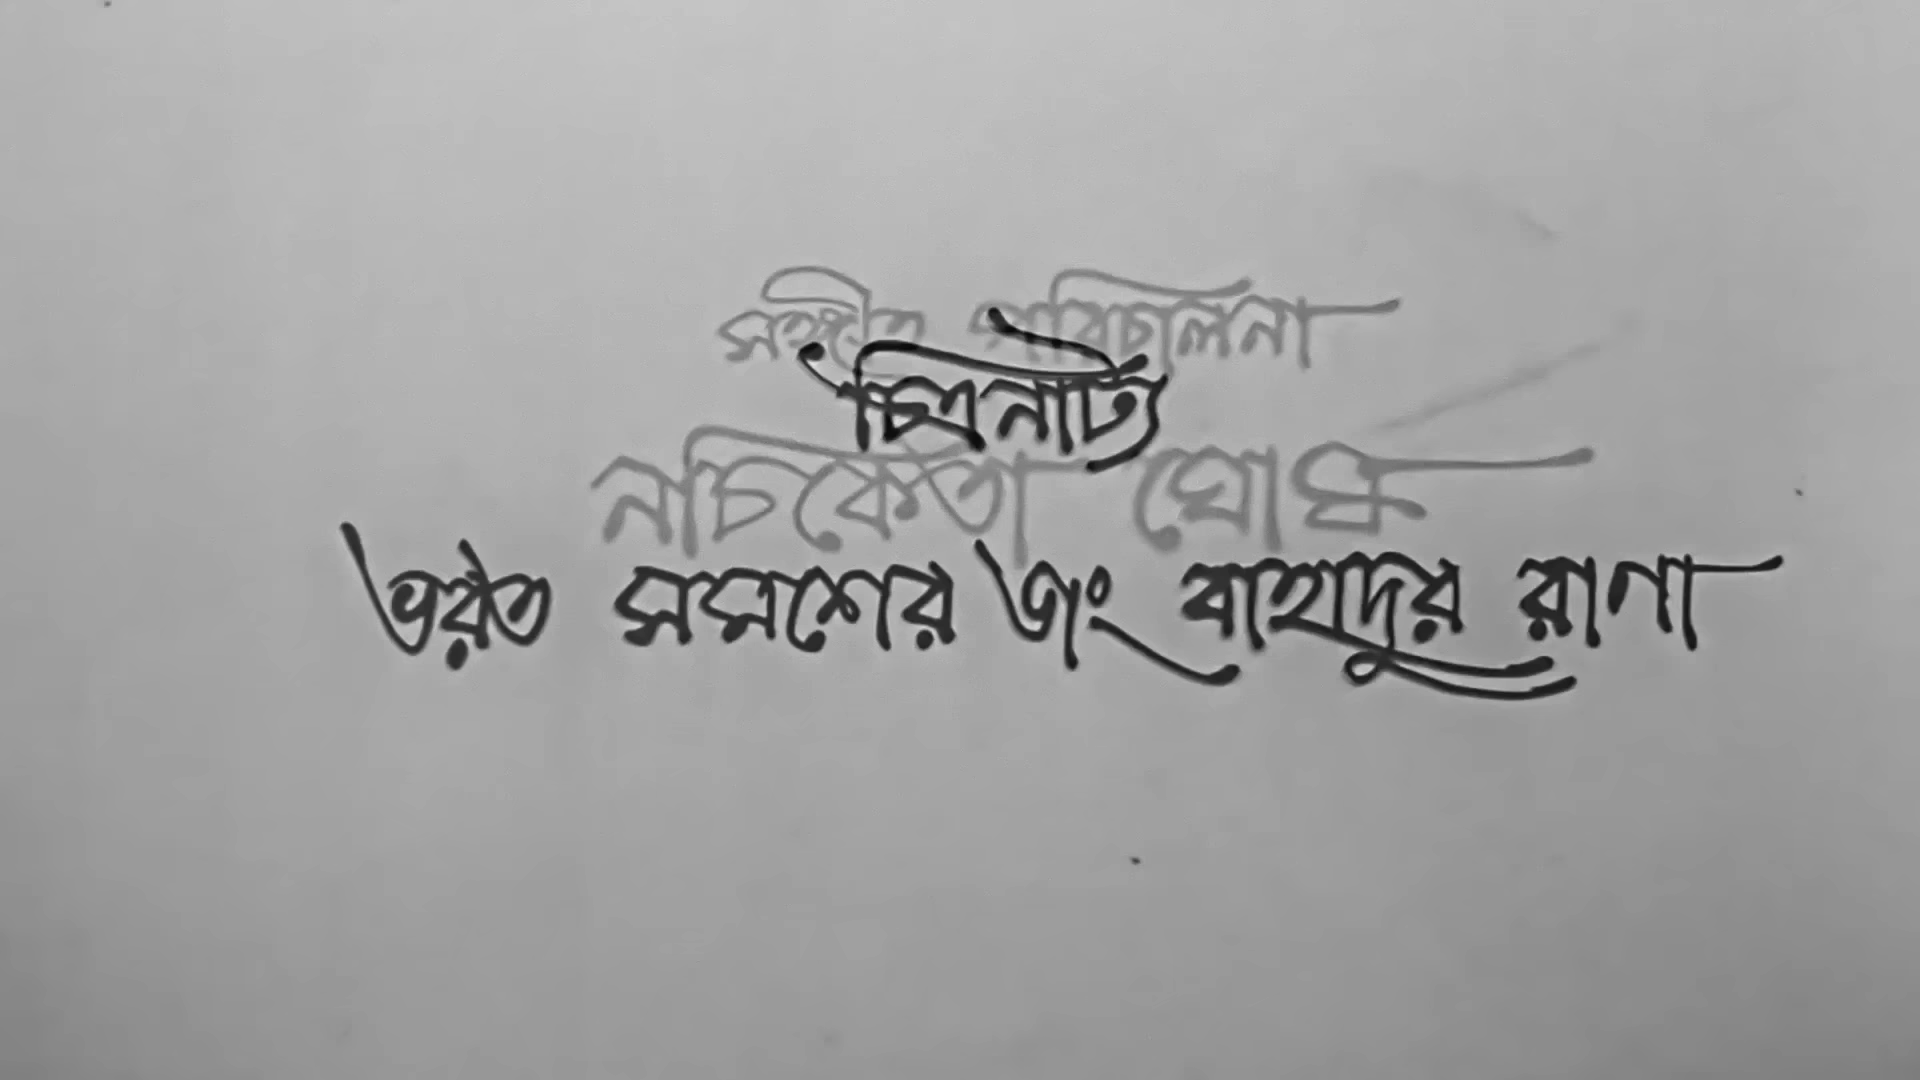 সঙ্গীত পরিচালনা
চিত্রনাট্য
নচিকেতা ঘোষ
ভরত সমশের জং বাহাদুর রাণা